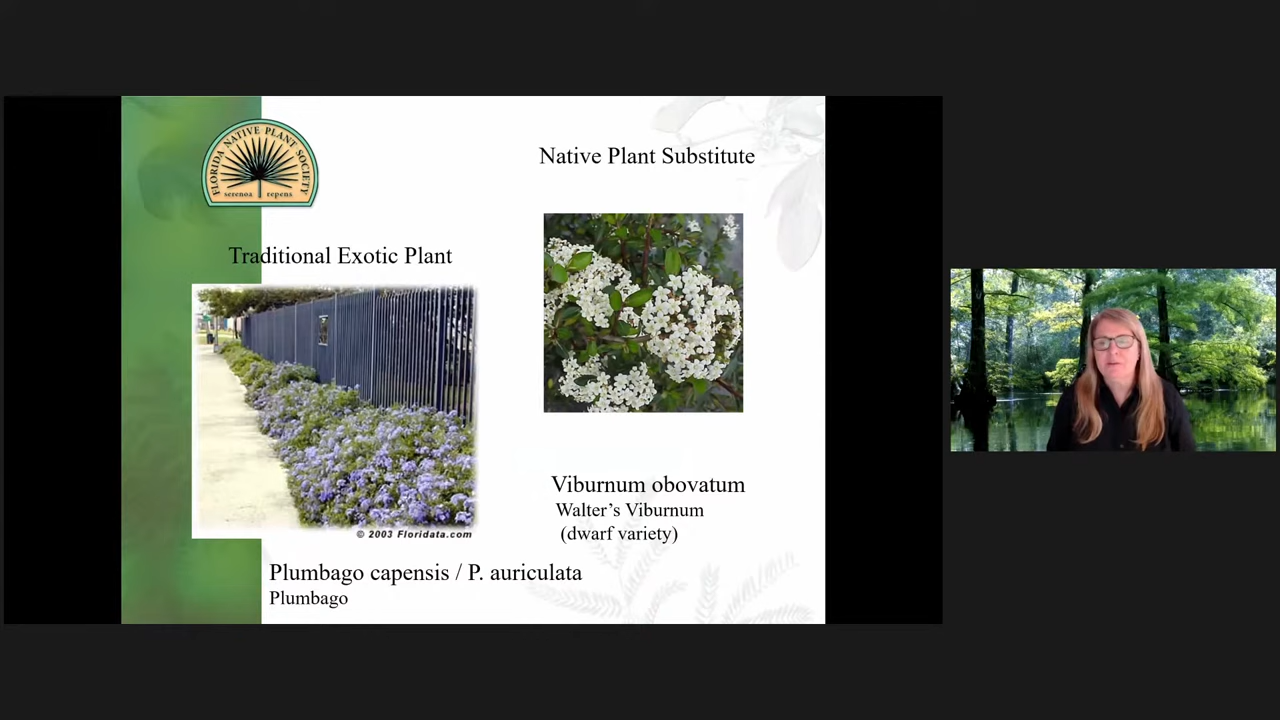 FLORIDA NATIVE PLANT SOCIETY
serenoa repens
Native Plant Substitute
Traditional Exotic Plant
© 2003 Floridata.com
Viburnum obovatum
Walter’s Viburnum
(dwarf variety)
Plumbago capensis / P. auriculata
Plumbago